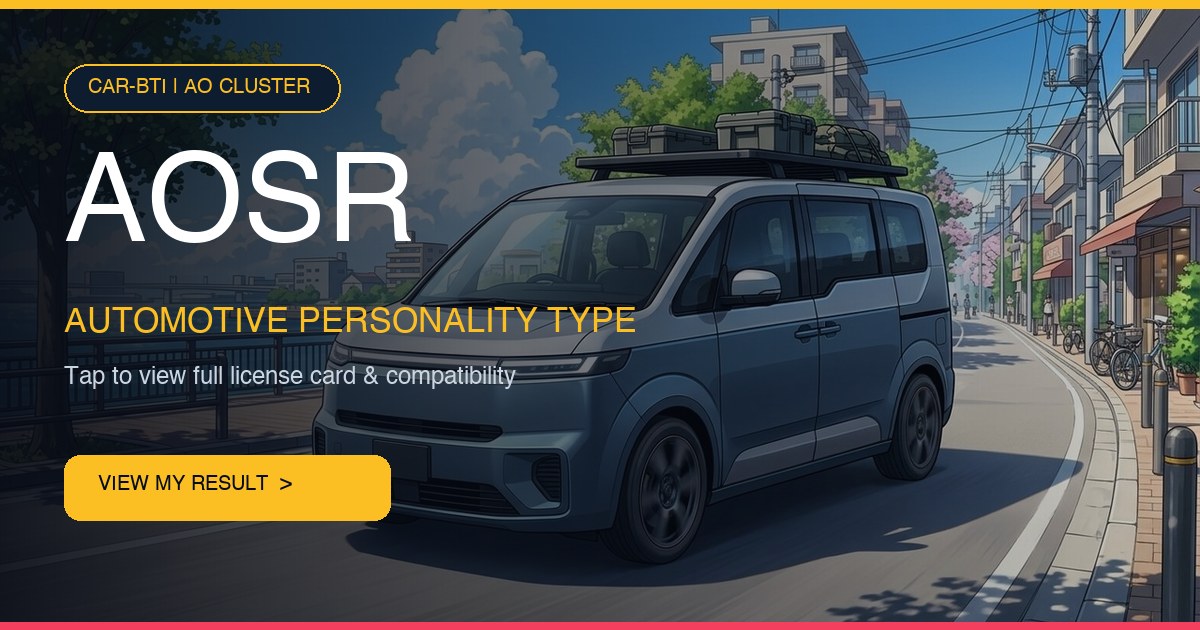 CAR-BTI | AO CLUSTER
AOSR
AUTOMOTIVE PERSONALITY TYPE
Tap to view full license card & compatibility
VIEW MY RESULT >